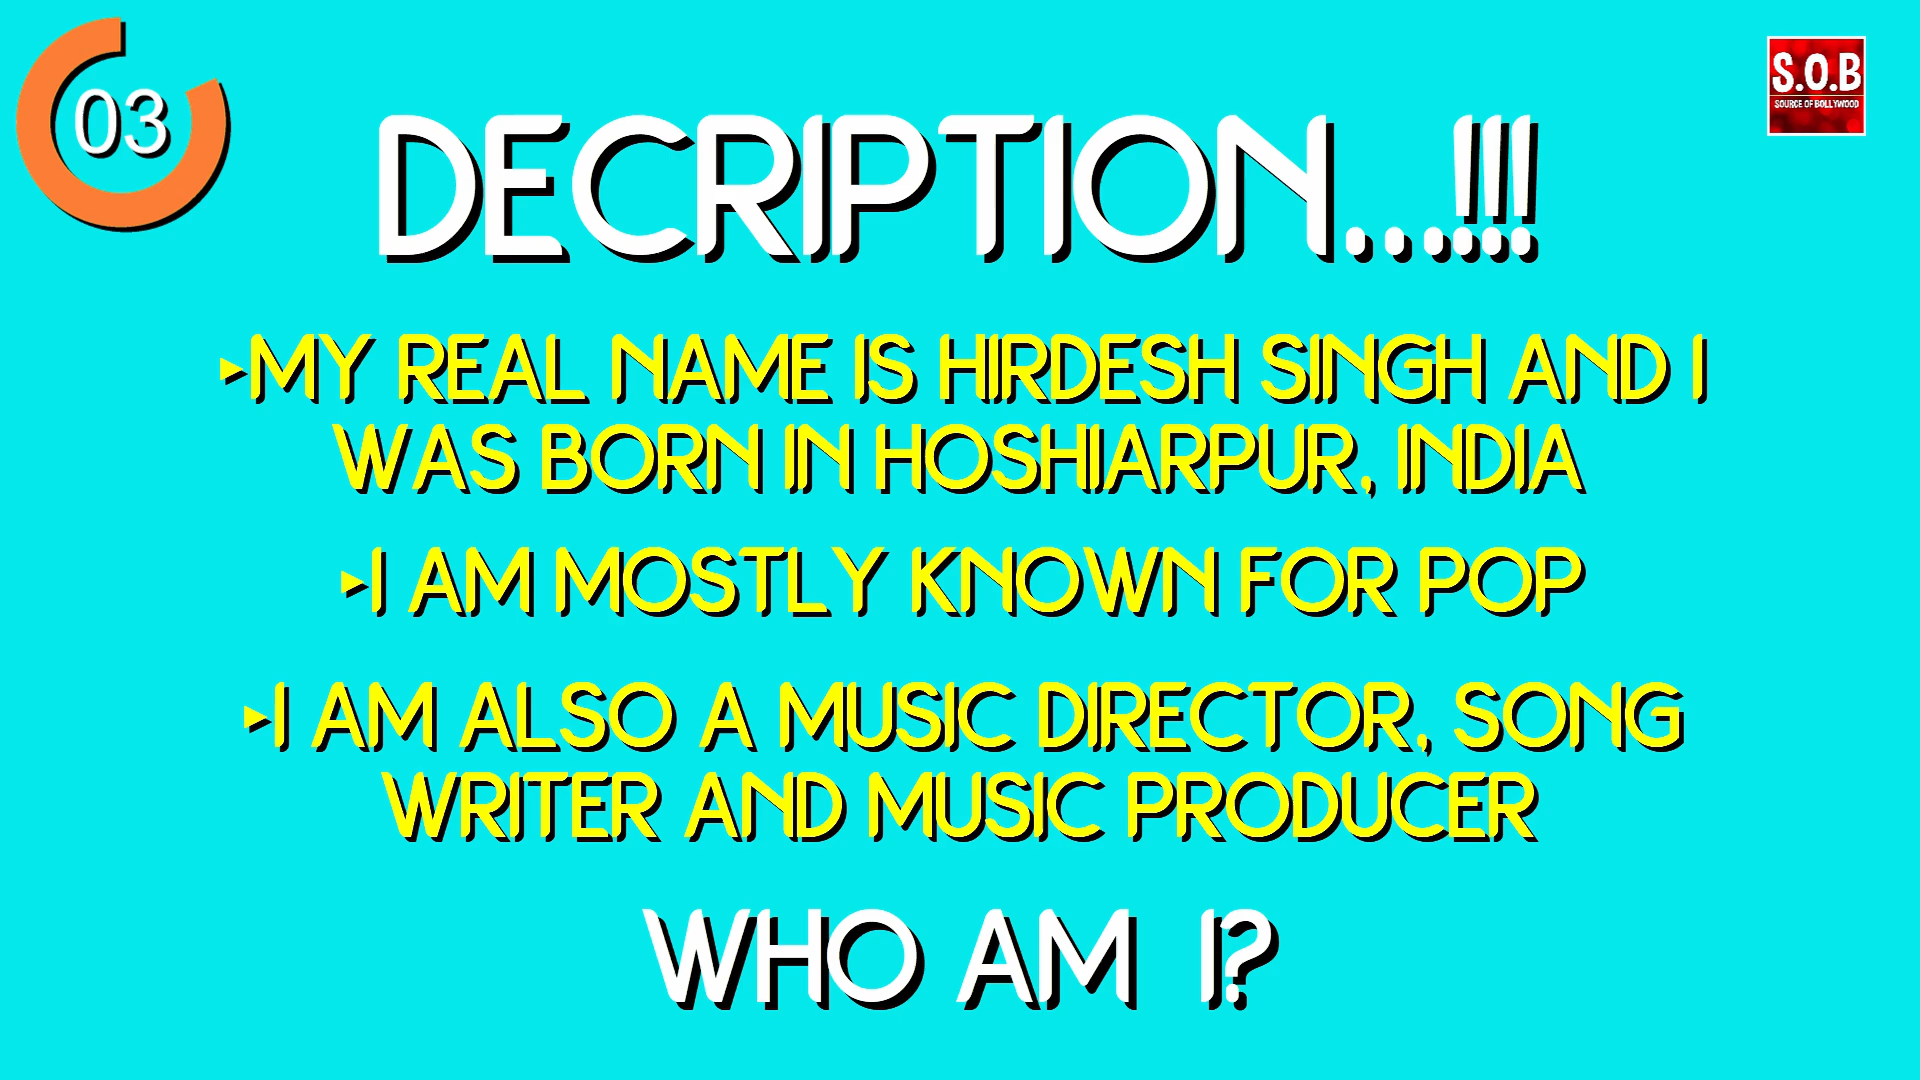 03
S.O.B
SOURCE OF BOLLYWOOD
DECRIPTION...!!!
▸MY REAL NAME IS HIRDESH SINGH AND I
WAS BORN IN HOSHIARPUR, INDIA
▸I AM MOSTLY KNOWN FOR POP
▸I AM ALSO A MUSIC DIRECTOR, SONG
WRITER AND MUSIC PRODUCER
WHO AM I?